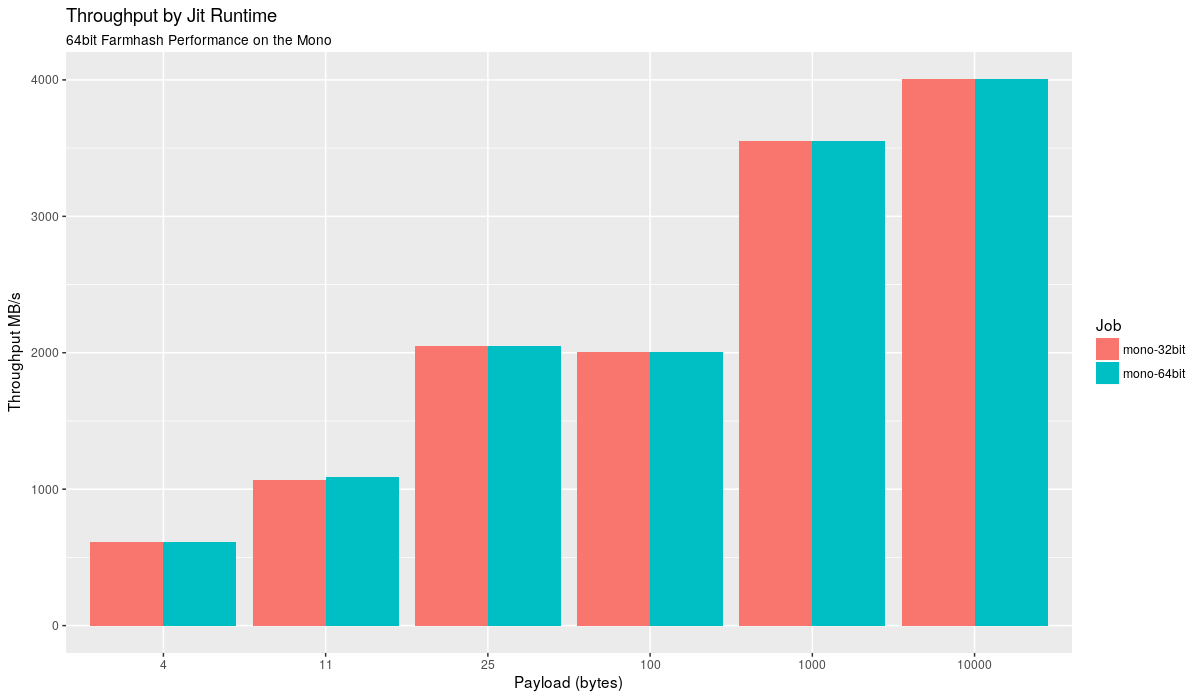 Throughput by Jit Runtime
64bit Farmhash Performance on the Mono
Throughput MB/s
4000
3000
2000
1000
0
4 11 25 100 1000 10000
Payload (bytes)
Job
mono-32bit
mono-64bit